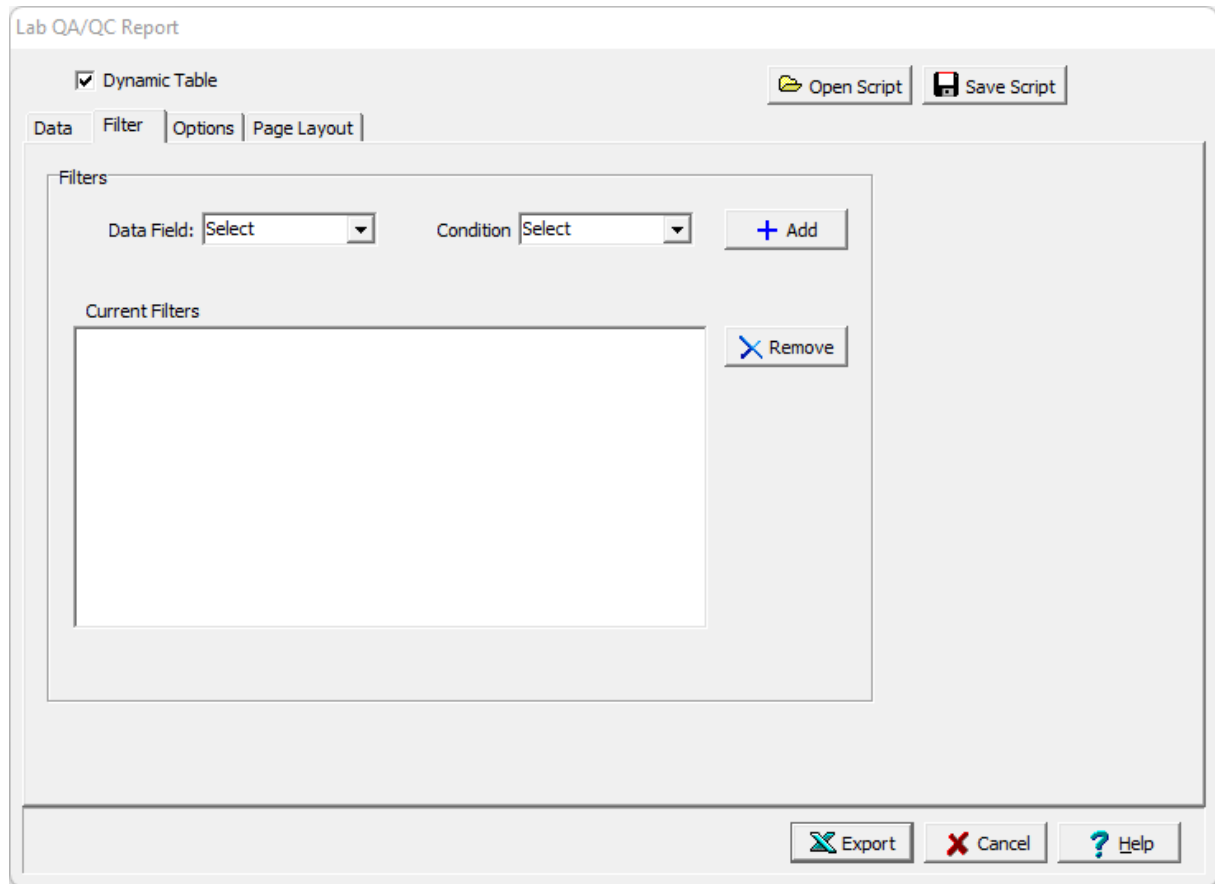 Lab QA/QC Report
Dynamic Table
Open Script
Save Script
Data
Filter
Options
Page Layout
Filters
Data Field: Select
Condition Select
Add
Current Filters
Remove
Export
Cancel
Help